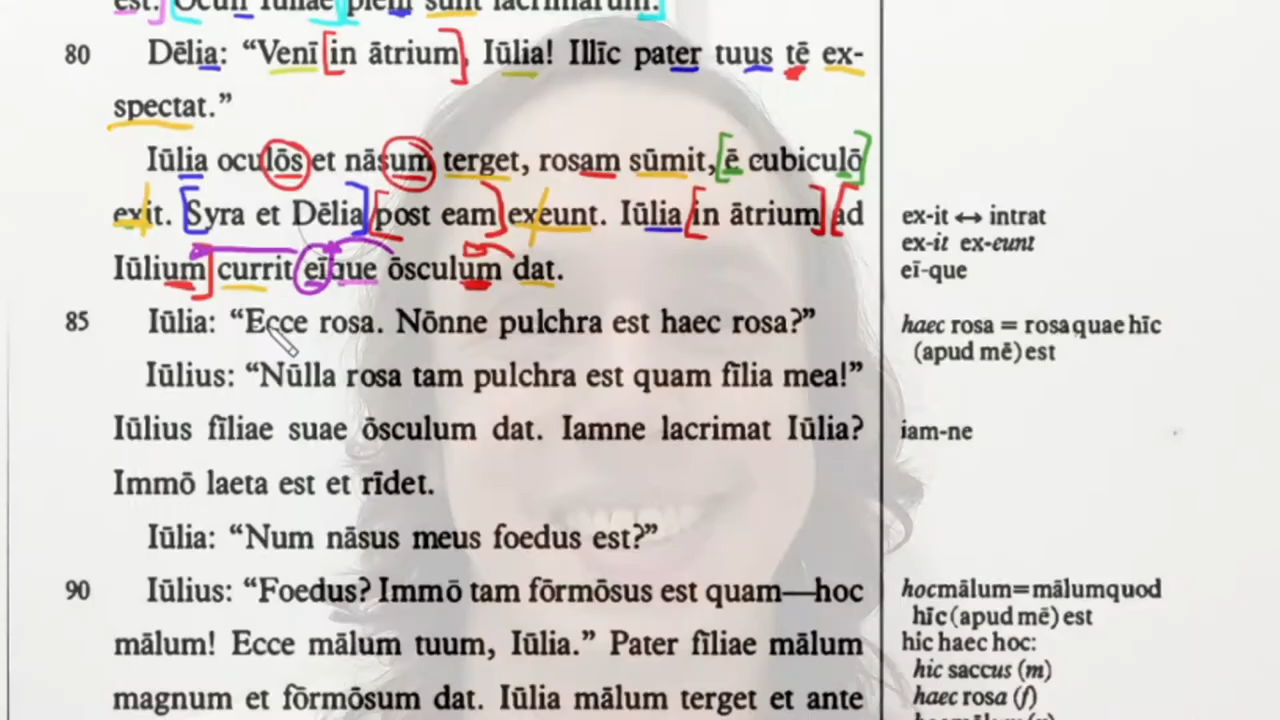 est. Oculī Iūliae plēnī sunt lacrimārum.
80 Dēlia: “Venī in ātrium, Iūlia! Illīc pater tuus tē ex-
spectat.”
Iūlia oculōs et nāsum terget, rosam sūmit, ē cubiculō
exit. Syra et Dēlia post eam exeunt. Iūlia in ātrium ad
Iūlium currit eīque ōsculum dat.
85 Iūlia: “Ecce rosa. Nōnne pulchra est haec rosa?”
Iūlius: “Nūlla rosa tam pulchra est quam fīlia mea!”
Iūlius fīliae suae ōsculum dat. Iamne lacrimat Iūlia?
Immō laeta est et rīdet.
Iūlia: “Num nāsus meus foedus est?”
90 Iūlius: “Foedus? Immō tam fōrmōsus est quam—hoc
mālum! Ecce mālum tuum, Iūlia.” Pater fīliae mālum
magnum et fōrmōsum dat. Iūlia mālum terget et ante
ex-it ↔ intrat
ex-it ex-eunt
eī-que
haec rosa = rosa quae hīc
(apud mē) est
iam-ne
hoc mālum = mālum quod
hīc (apud mē) est
hic haec hoc:
hic saccus (m)
haec rosa (f)